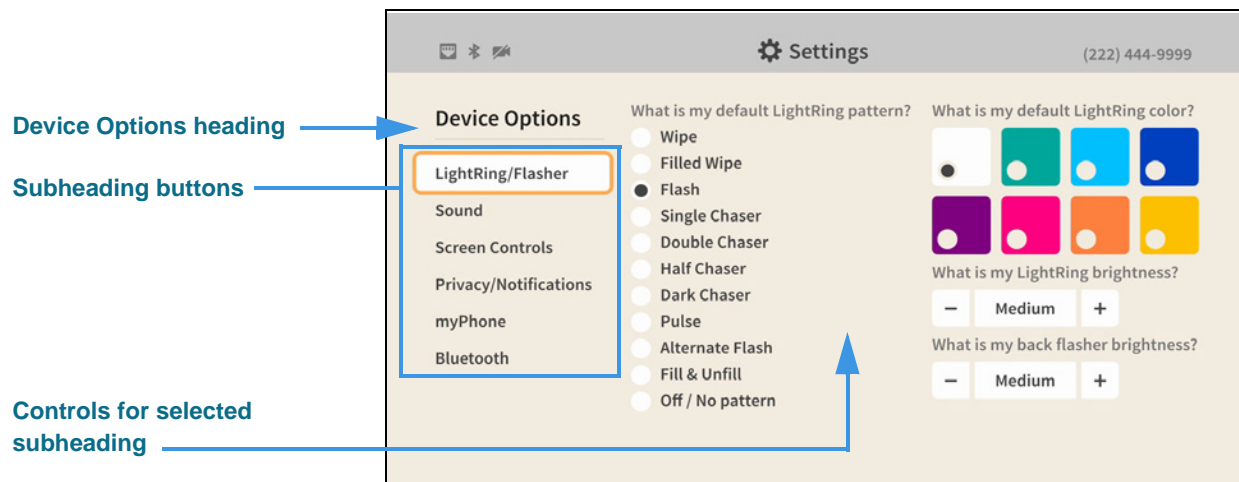 Settings
(222) 444-9999
Device Options heading
Subheading buttons
Controls for selected
subheading
Device Options
LightRing/Flasher
Sound
Screen Controls
Privacy/Notifications
myPhone
Bluetooth
What is my default LightRing pattern?
Wipe
Filled Wipe
Flash
Single Chaser
Double Chaser
Half Chaser
Dark Chaser
Pulse
Alternate Flash
Fill & Unfill
Off / No pattern
What is my default LightRing color?
What is my LightRing brightness?
− Medium +
What is my back flasher brightness?
− Medium +